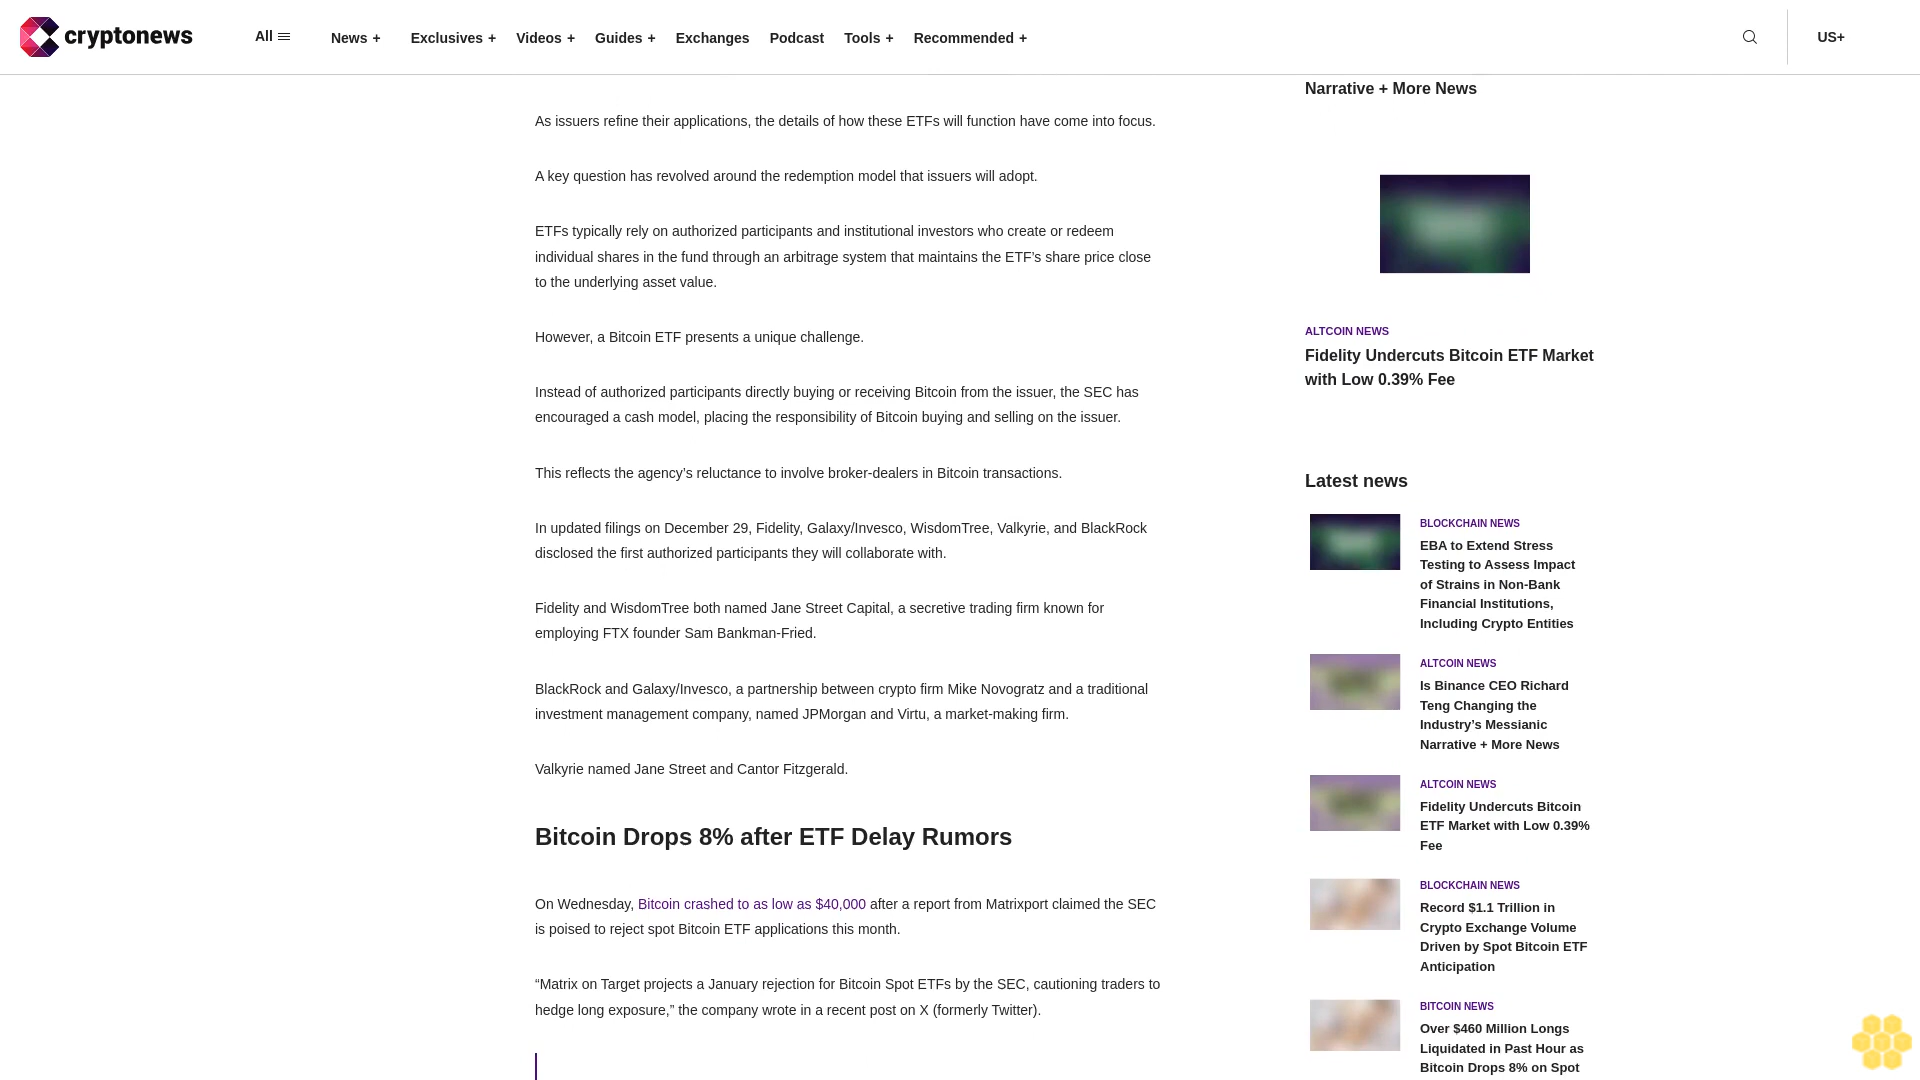 cryptonews
All
News +
Exclusives +
Videos +
Guides +
Exchanges
Podcast
Tools +
Recommended +
US+
As issuers refine their applications, the details of how these ETFs will function have come into focus.
A key question has revolved around the redemption model that issuers will adopt.
ETFs typically rely on authorized participants and institutional investors who create or redeem
individual shares in the fund through an arbitrage system that maintains the ETF’s share price close
to the underlying asset value.
However, a Bitcoin ETF presents a unique challenge.
Instead of authorized participants directly buying or receiving Bitcoin from the issuer, the SEC has
encouraged a cash model, placing the responsibility of Bitcoin buying and selling on the issuer.
This reflects the agency’s reluctance to involve broker-dealers in Bitcoin transactions.
In updated filings on December 29, Fidelity, Galaxy/Invesco, WisdomTree, Valkyrie, and BlackRock
disclosed the first authorized participants they will collaborate with.
Fidelity and WisdomTree both named Jane Street Capital, a secretive trading firm known for
employing FTX founder Sam Bankman-Fried.
BlackRock and Galaxy/Invesco, a partnership between crypto firm Mike Novogratz and a traditional
investment management company, named JPMorgan and Virtu, a market-making firm.
Valkyrie named Jane Street and Cantor Fitzgerald.
Bitcoin Drops 8% after ETF Delay Rumors
On Wednesday, Bitcoin crashed to as low as $40,000 after a report from Matrixport claimed the SEC
is poised to reject spot Bitcoin ETF applications this month.
“Matrix on Target projects a January rejection for Bitcoin Spot ETFs by the SEC, cautioning traders to
hedge long exposure,” the company wrote in a recent post on X (formerly Twitter).
Narrative + More News
ALTCOIN NEWS
Fidelity Undercuts Bitcoin ETF Market
with Low 0.39% Fee
Latest news
BLOCKCHAIN NEWS
EBA to Extend Stress
Testing to Assess Impact
of Strains in Non-Bank
Financial Institutions,
Including Crypto Entities
ALTCOIN NEWS
Is Binance CEO Richard
Teng Changing the
Industry’s Messianic
Narrative + More News
ALTCOIN NEWS
Fidelity Undercuts Bitcoin
ETF Market with Low 0.39%
Fee
BLOCKCHAIN NEWS
Record $1.1 Trillion in
Crypto Exchange Volume
Driven by Spot Bitcoin ETF
Anticipation
BITCOIN NEWS
Over $460 Million Longs
Liquidated in Past Hour as
Bitcoin Drops 8% on Spot